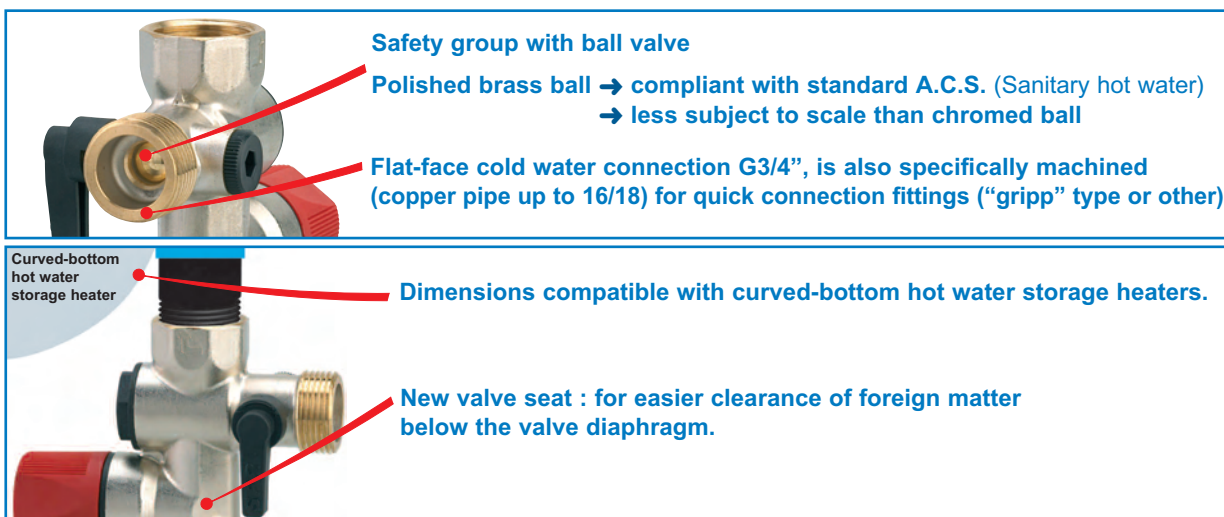 Safety group with ball valve
Polished brass ball ➜ compliant with standard A.C.S. (Sanitary hot water)
➜ less subject to scale than chromed ball
Flat-face cold water connection G3/4”, is also specifically machined
(copper pipe up to 16/18) for quick connection fittings (“gripp” type or other)
Curved-bottom
hot water
storage heater
Dimensions compatible with curved-bottom hot water storage heaters.
New valve seat : for easier clearance of foreign matter
below the valve diaphragm.